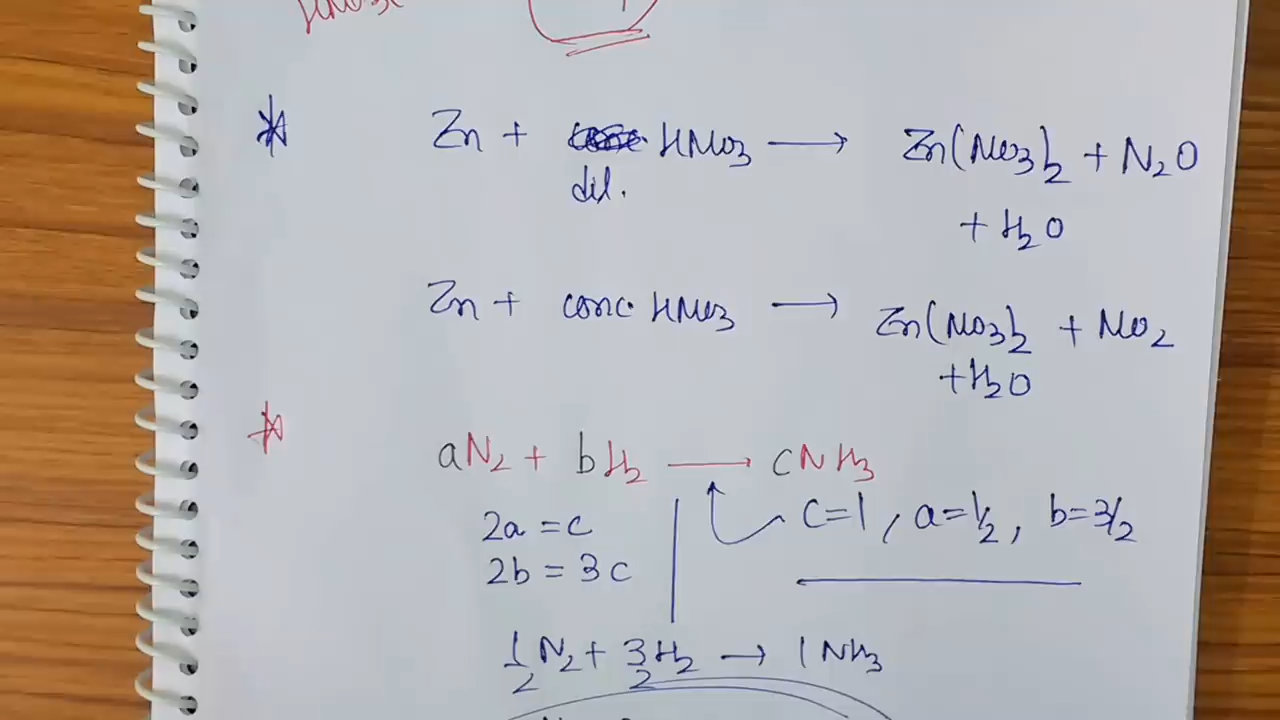 Zn + dil. HNO3 ⟶ Zn(NO3)2 + N2O
+ H2O
Zn + conc. HNO3 ⟶ Zn(NO3)2 + NO2
+ H2O
aN2 + bH2 ⟶ cNH3
2a = c
c=1, a=1/2, b=3/2
2b = 3c
1/2 N2 + 3/2 H2 → 1 NH3